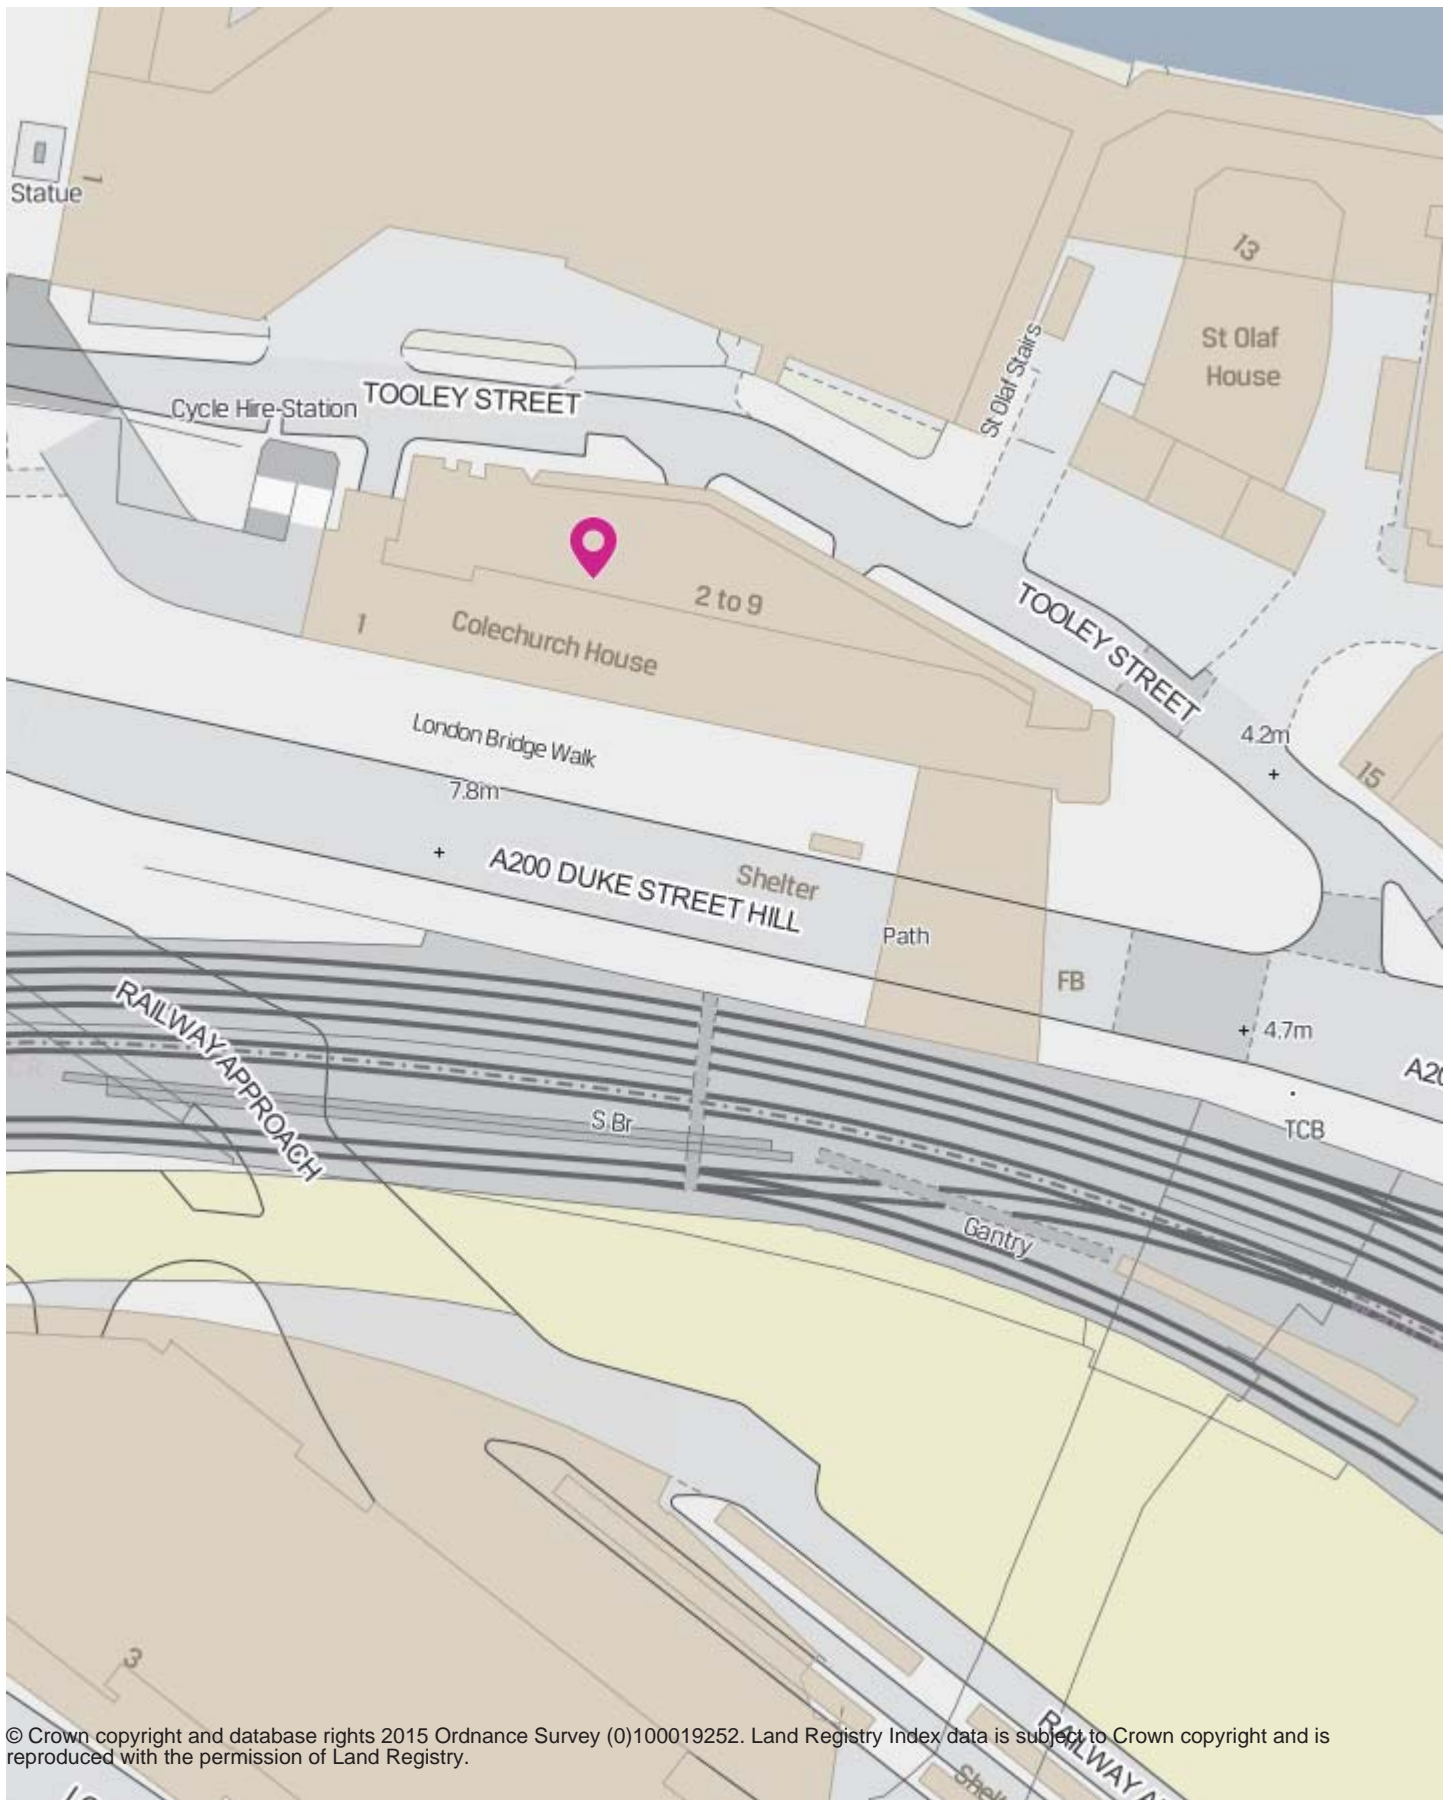 Statue
1
13
St Olaf
House
St Olaf Stairs
Cycle Hire Station
TOOLEY STREET
2 to 9
1
Colechurch House
TOOLEY STREET
4.2m
15
London Bridge Walk
7.8m
A200 DUKE STREET HILL
Shelter
Path
FB
4.7m
A20
TCB
RAILWAY APPROACH
S Br
Gantry
3
RAILWAY A
Shelt
© Crown copyright and database rights 2015 Ordnance Survey (0)100019252. Land Registry Index data is subject to Crown copyright and is
reproduced with the permission of Land Registry.